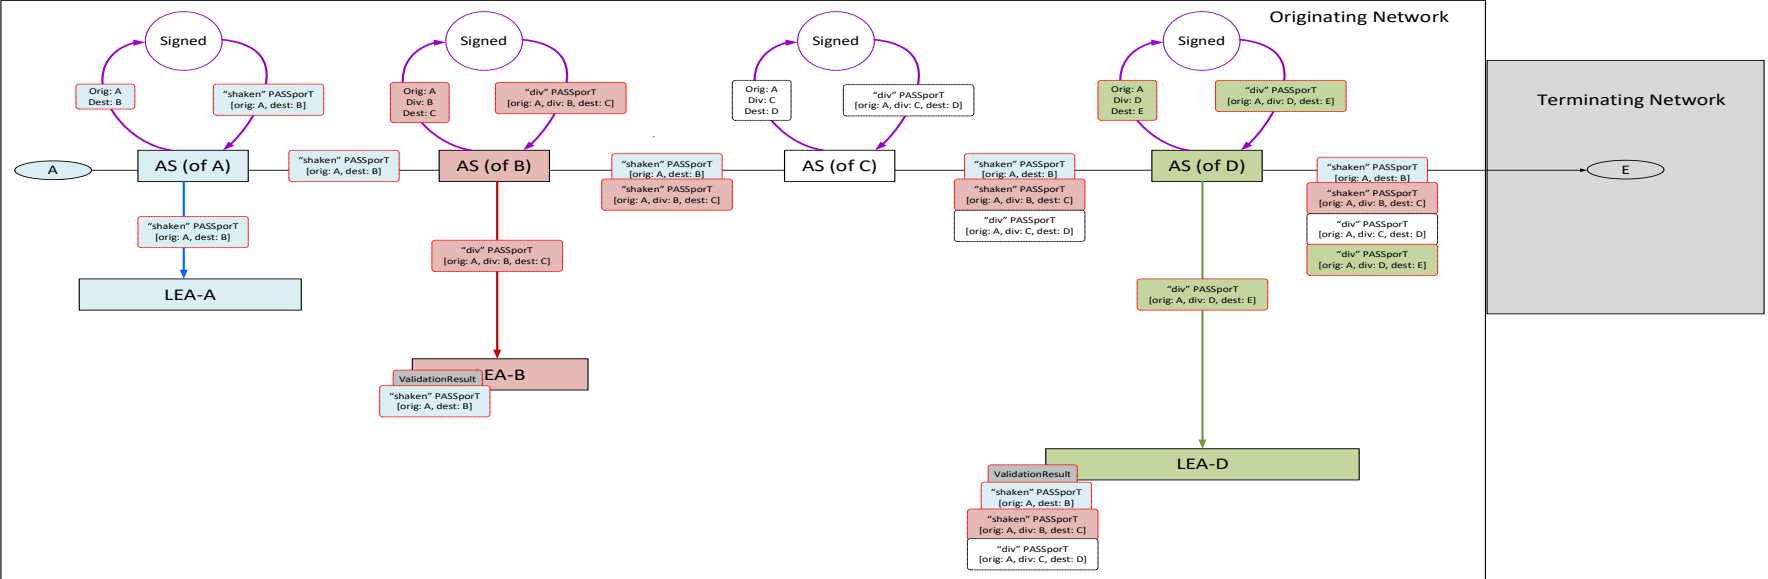 Originating Network
Signed
Signed
Signed
Signed
Orig: A
Dest: B
“shaken” PASSporT
[orig: A, dest: B]
Orig: A
Div: B
Dest: C
“div” PASSporT
[orig: A, div: B, dest: C]
Orig: A
Div: C
Dest: D
“div” PASSporT
[orig: A, div: C, dest: D]
Orig: A
Div: D
Dest: E
“div” PASSporT
[orig: A, div: D, dest: E]
Terminating Network
A
AS (of A)
“shaken” PASSporT
[orig: A, dest: B]
AS (of B)
“shaken” PASSporT
[orig: A, dest: B]
“shaken” PASSporT
[orig: A, div: B, dest: C]
AS (of C)
“shaken” PASSporT
[orig: A, dest: B]
“shaken” PASSporT
[orig: A, div: B, dest: C]
“div” PASSporT
[orig: A, div: C, dest: D]
AS (of D)
“shaken” PASSporT
[orig: A, dest: B]
“shaken” PASSporT
[orig: A, div: B, dest: C]
“div” PASSporT
[orig: A, div: C, dest: D]
“div” PASSporT
[orig: A, div: D, dest: E]
E
“shaken” PASSporT
[orig: A, dest: B]
LEA-A
“div” PASSporT
[orig: A, div: B, dest: C]
EA-B
ValidationResult
“shaken” PASSporT
[orig: A, dest: B]
“div” PASSporT
[orig: A, div: D, dest: E]
LEA-D
ValidationResult
“shaken” PASSporT
[orig: A, dest: B]
“shaken” PASSporT
[orig: A, div: B, dest: C]
“div” PASSporT
[orig: A, div: C, dest: D]